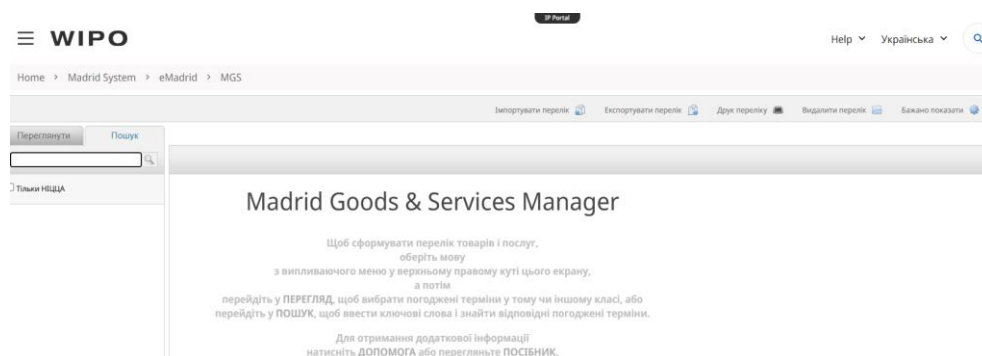 IP Portal
WIPO
Help Українська
Home > Madrid System > eMadrid > MGS
Імпортувати перелік Експортувати перелік Друк переліку Видалити перелік Бажано показати
Переглянути Пошук
Тільки НІЦЦА
Madrid Goods & Services Manager
Щоб сформувати перелік товарів і послуг,
оберіть мову
з випливаючого меню у верхньому правому куті цього екрану,
а потім
перейдіть у ПЕРЕГЛЯД, щоб вибрати погоджені терміни у тому чи іншому класі, або
перейдіть у ПОШУК, щоб ввести ключові слова і знайти відповідні погоджені терміни.
Для отримання додаткової інформації
натисніть ДОПОМОГА або перегляньте ПОСІБНИК.